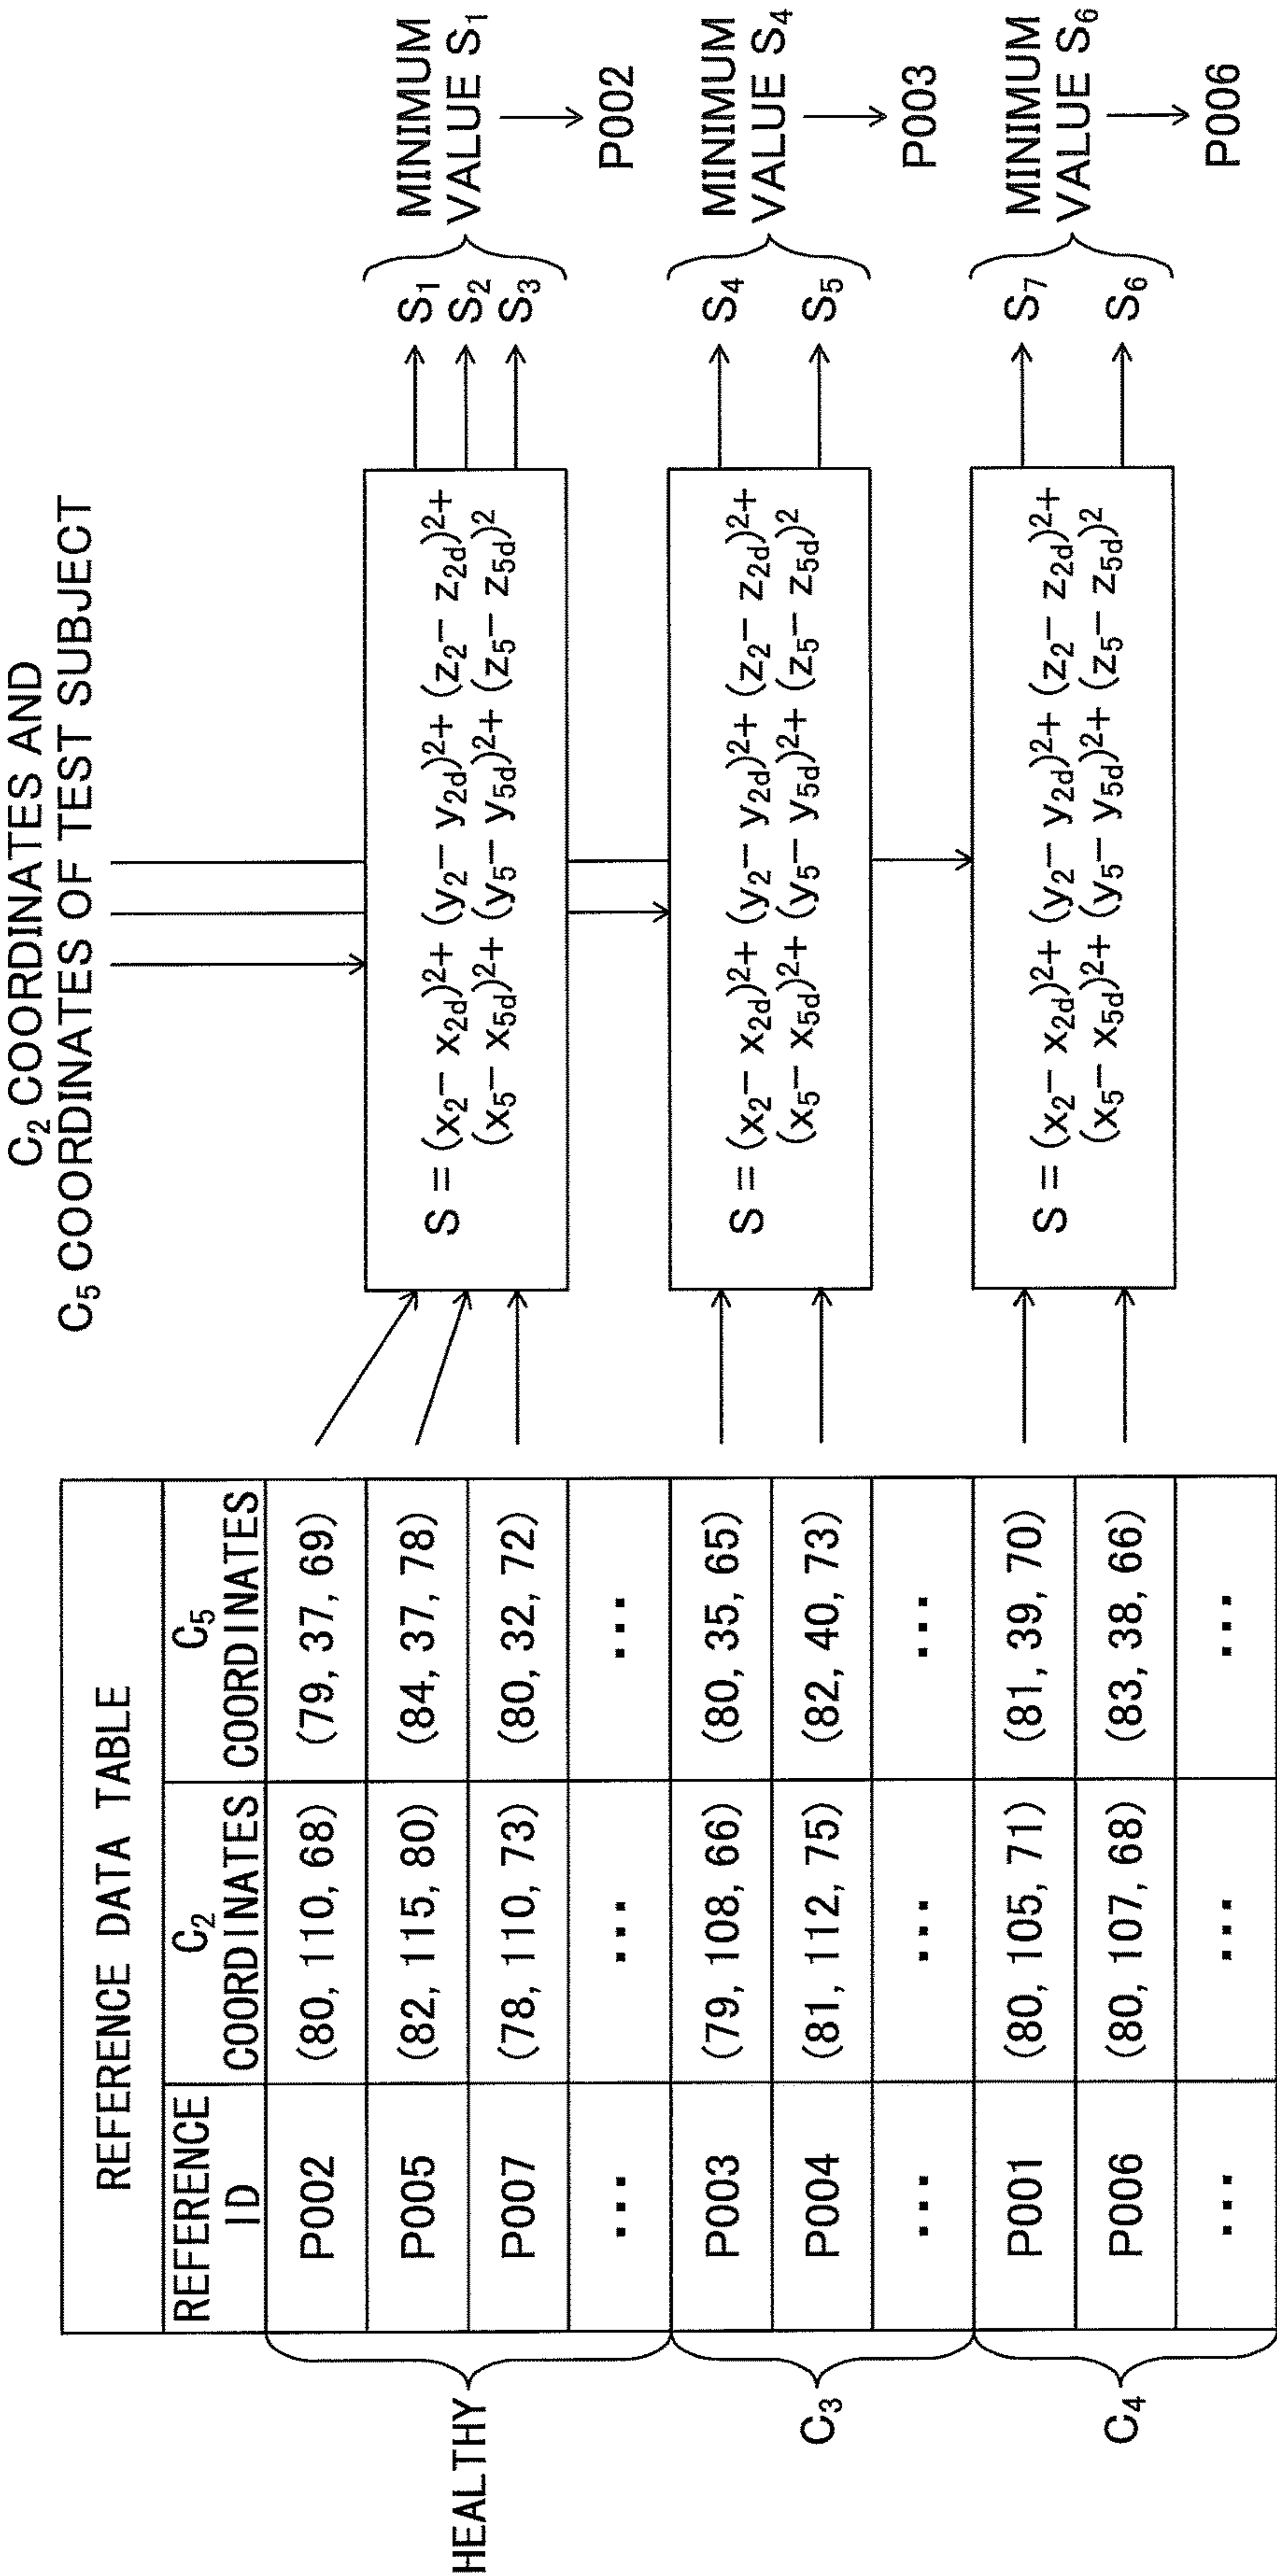 C₂ COORDINATES AND
C₅ COORDINATES OF TEST SUBJECT
REFERENCE DATA TABLE
REFERENCE ID C₂ COORDINATES C₅ COORDINATES
HEALTHY
P002 (80, 110, 68) (79, 37, 69)
P005 (82, 115, 80) (84, 37, 78)
P007 (78, 110, 73) (80, 32, 72)
... ... ...
C₃
P003 (79, 108, 66) (80, 35, 65)
P004 (81, 112, 75) (82, 40, 73)
... ... ...
C₄
P001 (80, 105, 71) (81, 39, 70)
P006 (80, 107, 68) (83, 38, 66)
... ... ...
S = (x₂− x₂d)²+ (y₂− y₂d)²+ (z₂− z₂d)²+
(x₅− x₅d)²+ (y₅− y₅d)²+ (z₅− z₅d)²
S₁
S₂
S₃
MINIMUM
VALUE S₁
P002
S = (x₂− x₂d)²+ (y₂− y₂d)²+ (z₂− z₂d)²+
(x₅− x₅d)²+ (y₅− y₅d)²+ (z₅− z₅d)²
S₄
S₅
MINIMUM
VALUE S₄
P003
S = (x₂− x₂d)²+ (y₂− y₂d)²+ (z₂− z₂d)²+
(x₅− x₅d)²+ (y₅− y₅d)²+ (z₅− z₅d)²
S₇
S₆
MINIMUM
VALUE S₆
P006